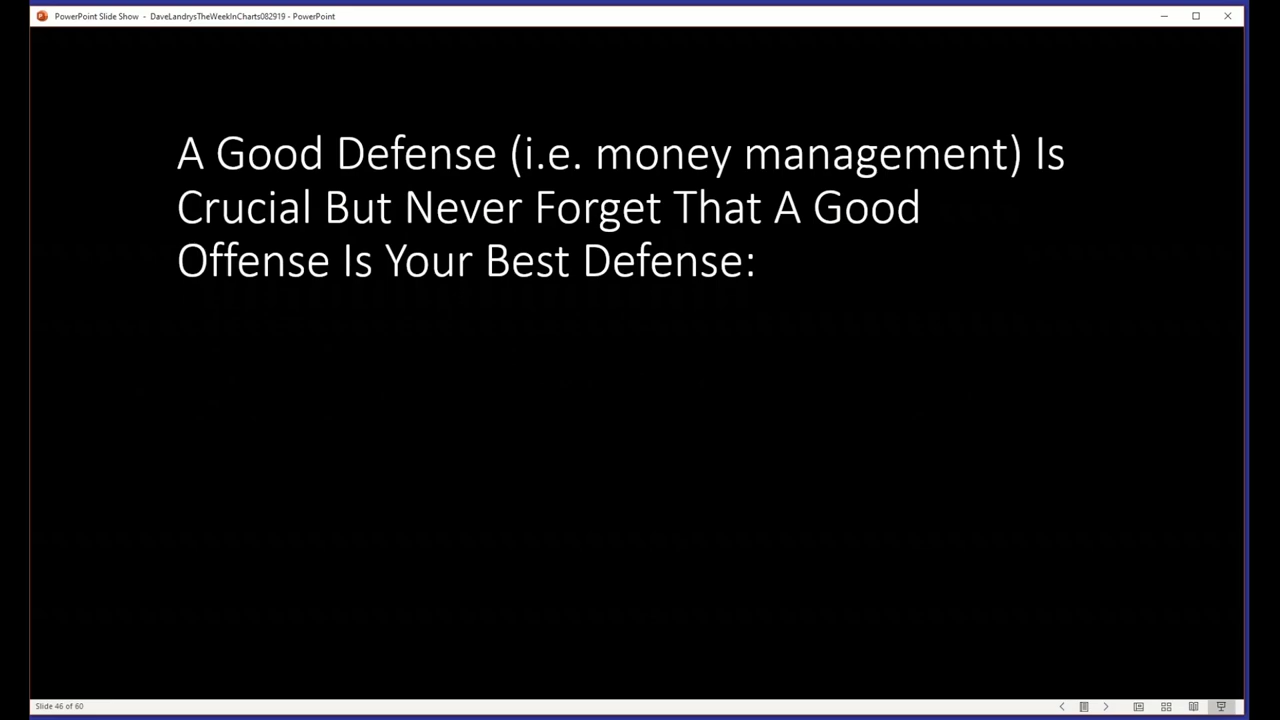 PowerPoint Slide Show - DaveLandrysTheWeekInCharts082919 - PowerPoint
A Good Defense (i.e. money management) Is
Crucial But Never Forget That A Good
Offense Is Your Best Defense:
Slide 46 of 60